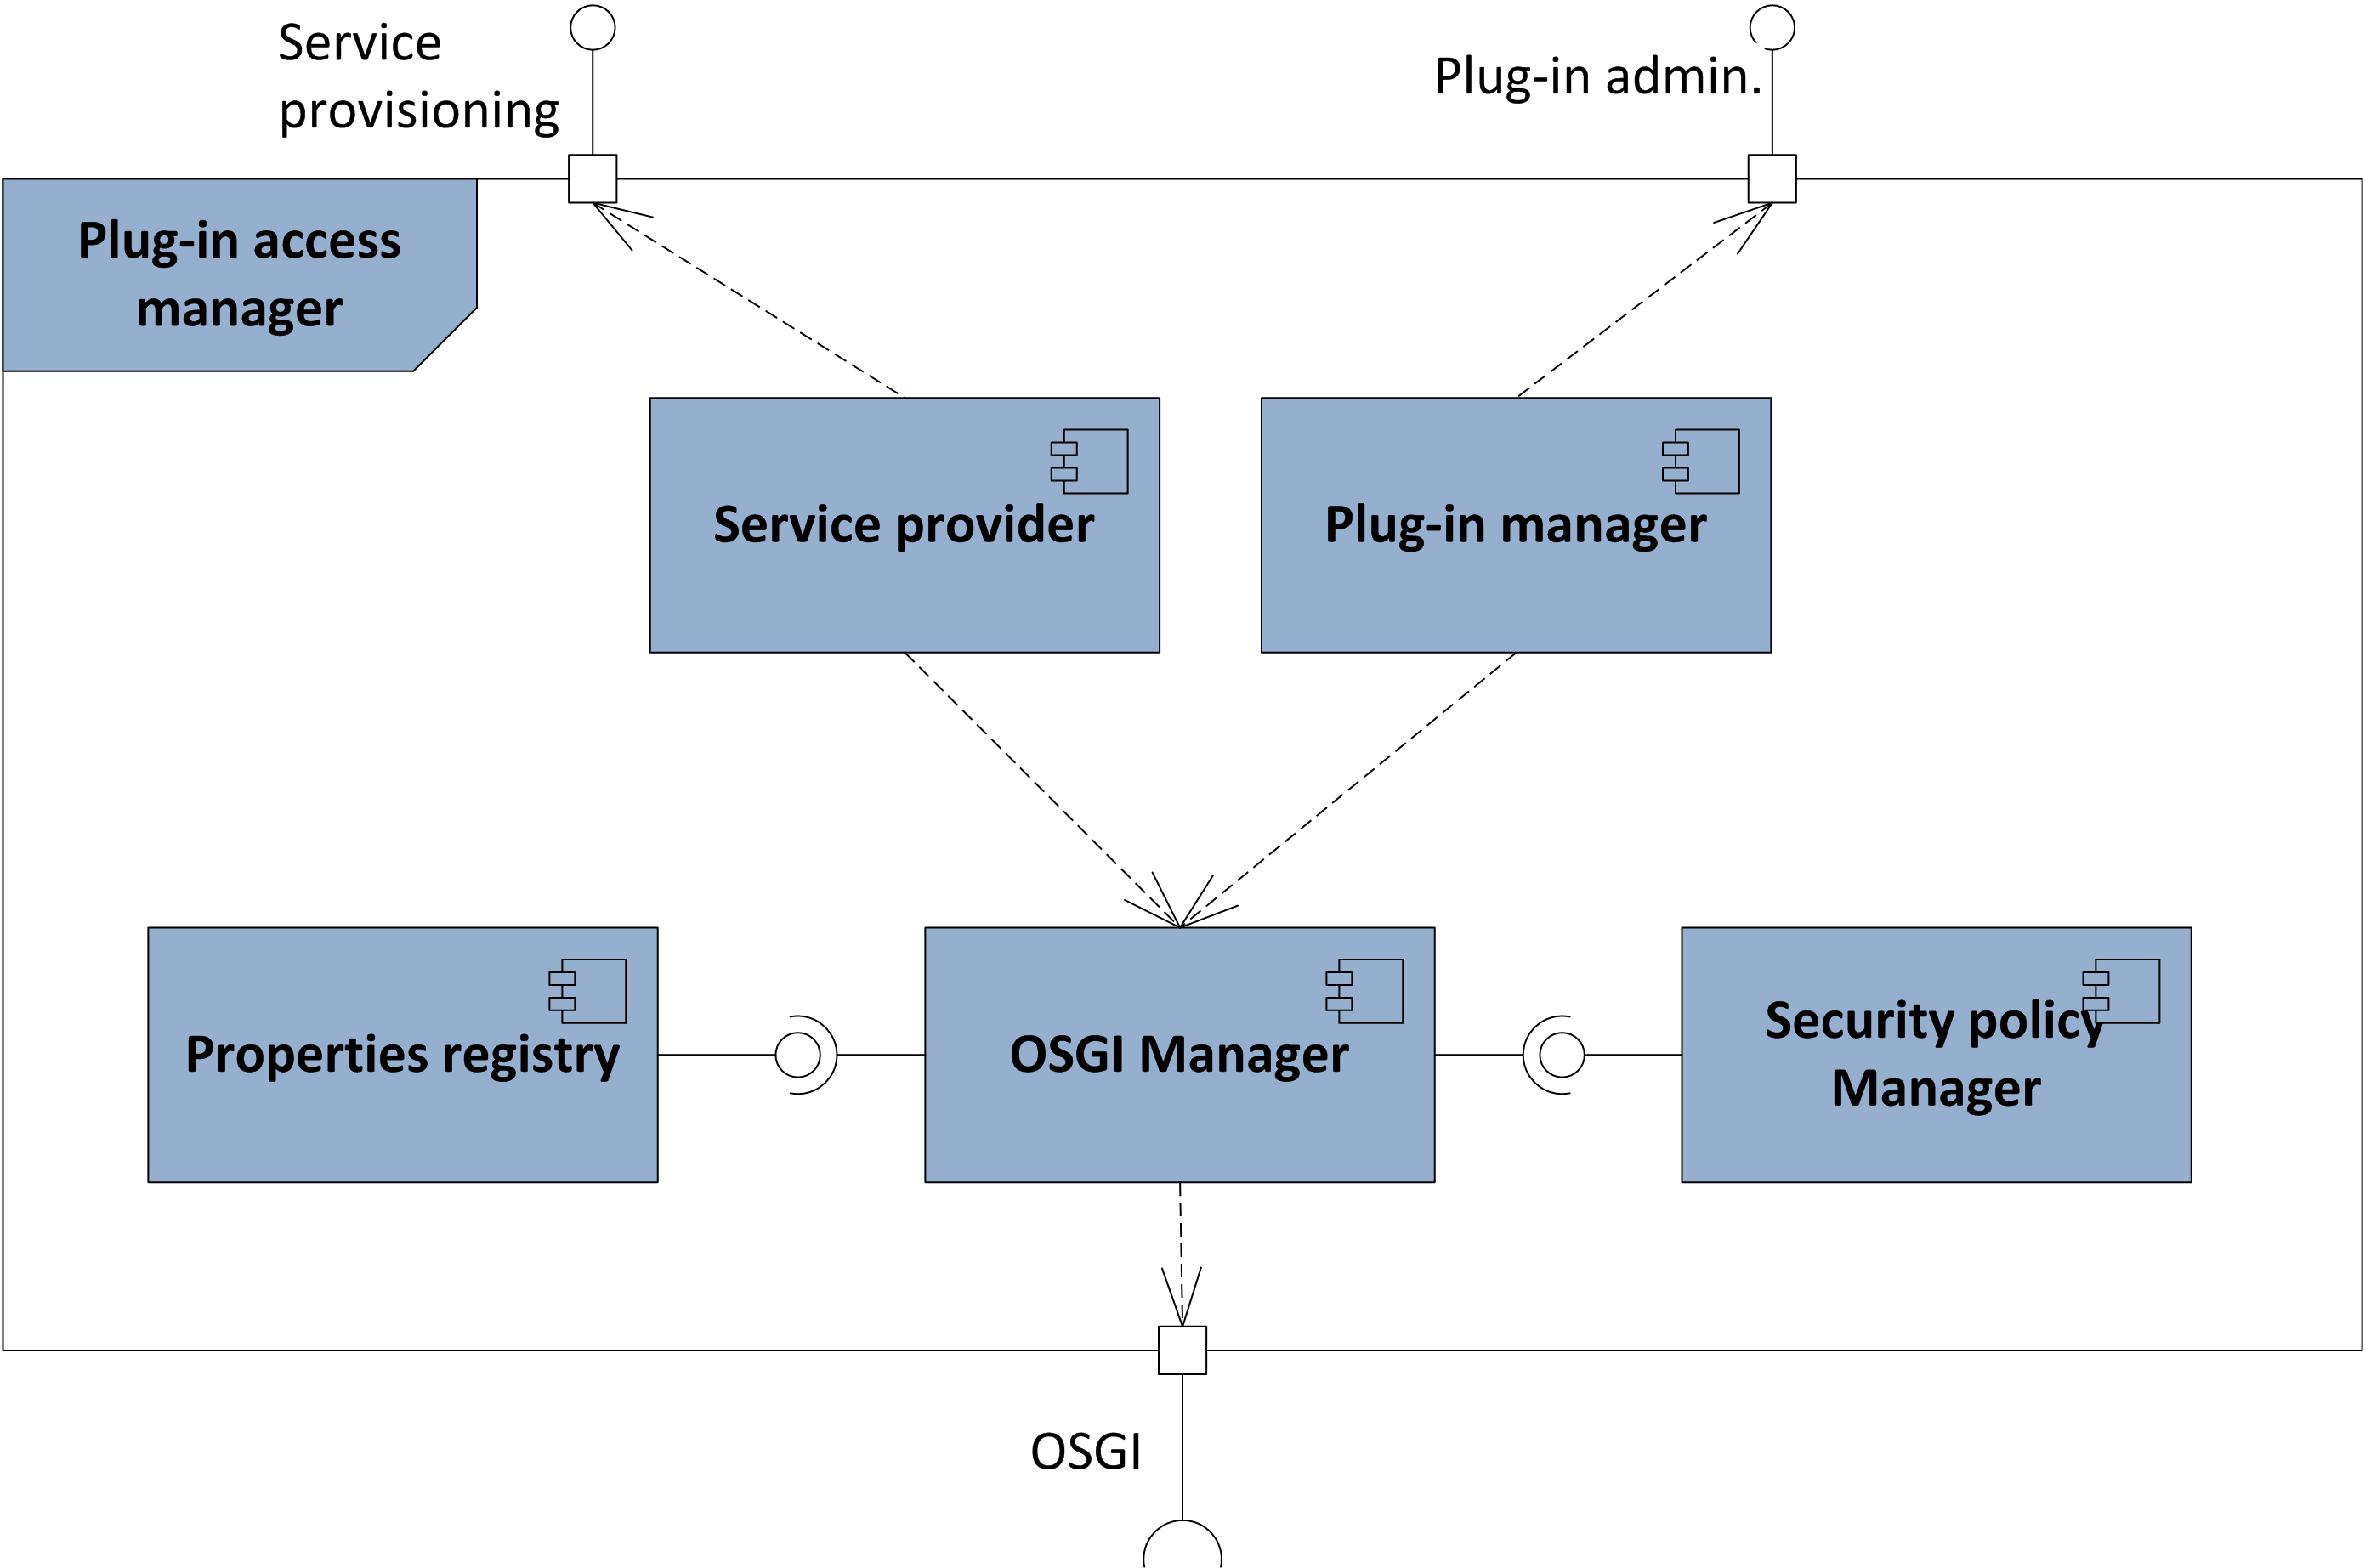 Service
provisioning
Plug-in admin.
Plug-in access
manager
Service provider
Plug-in manager
Properties registry
OSGI Manager
Security policy
Manager
OSGI